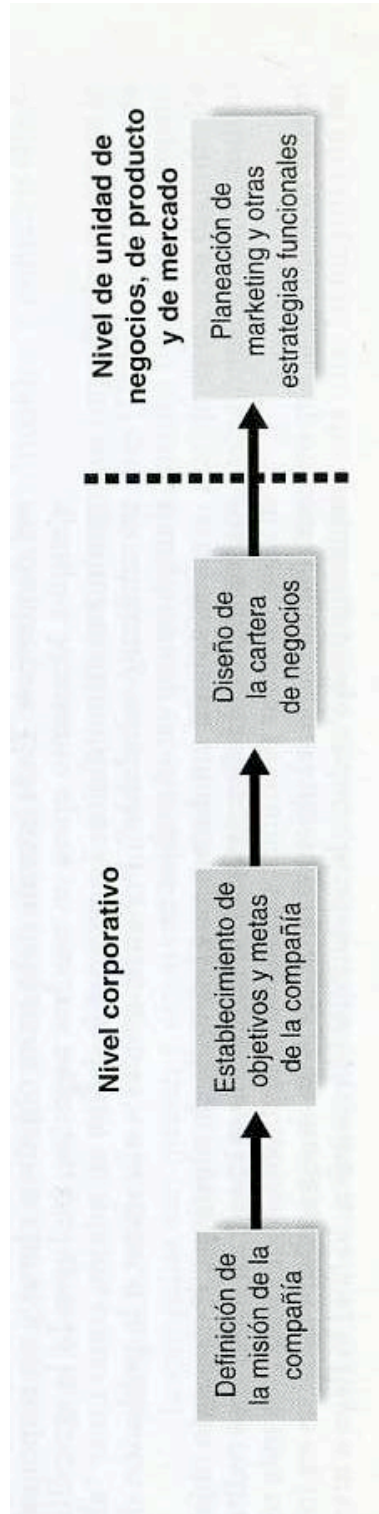 Nivel corporativo
Nivel de unidad de
negocios, de producto
y de mercado
Definición de
la misión de la
compañía
Establecimiento de
objetivos y metas
de la compañía
Diseño de
la cartera
de negocios
Planeación de
marketing y otras
estrategias funcionales